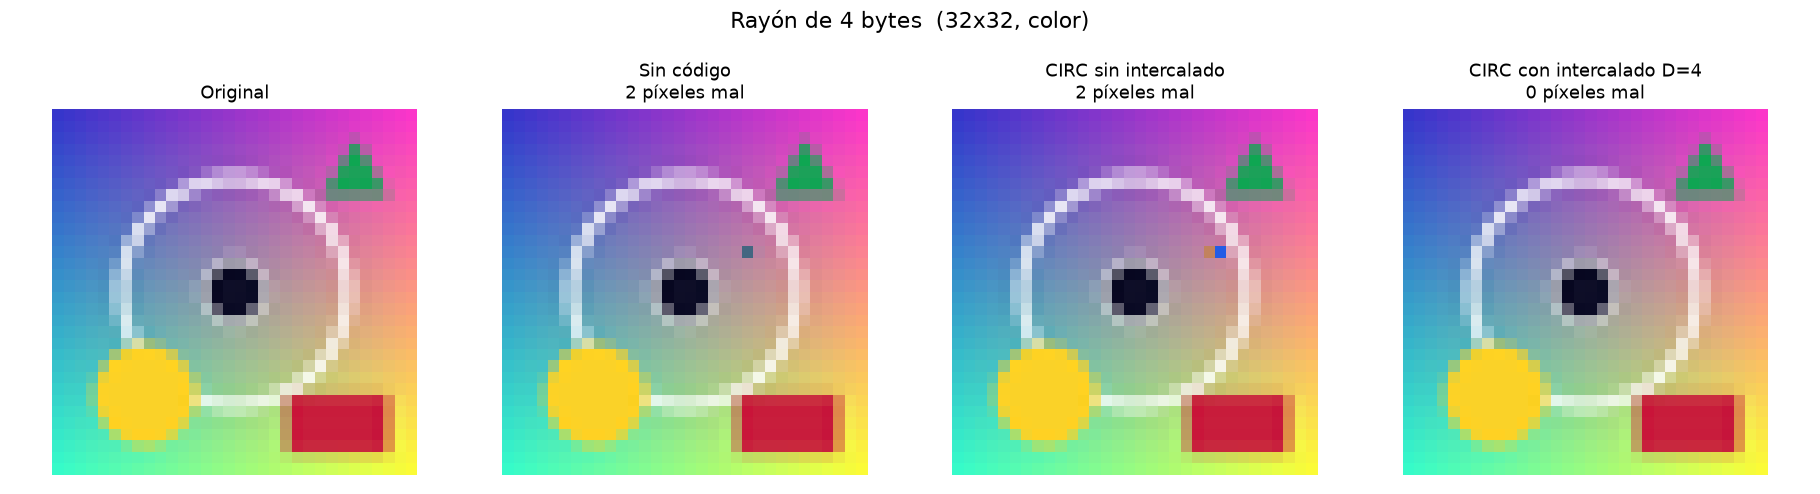 Rayón de 4 bytes  (32x32, color)
Original
Sin código
2 píxeles mal
CIRC sin intercalado
2 píxeles mal
CIRC con intercalado D=4
0 píxeles mal